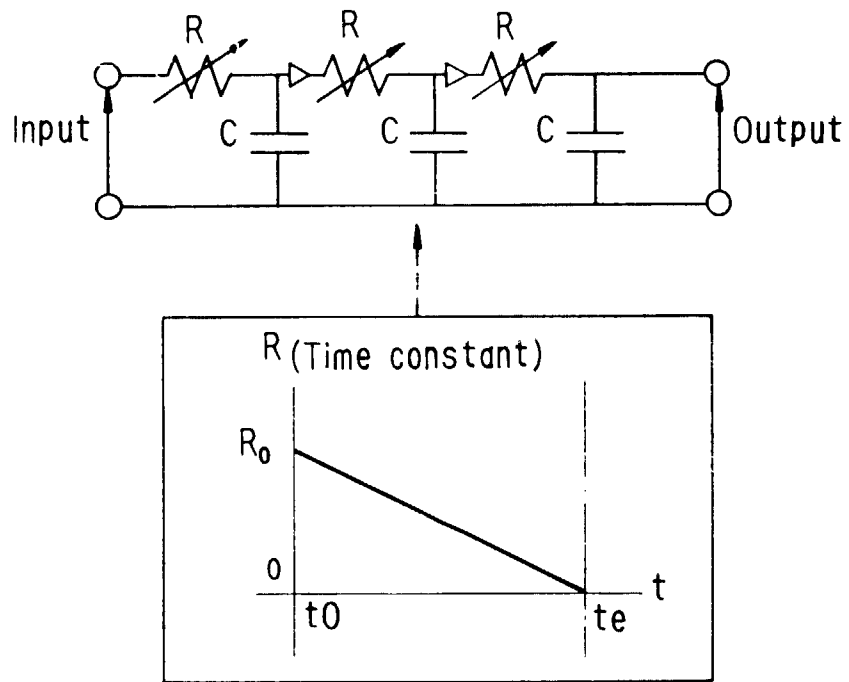 R R R
Input C C C Output
R (Time constant)
R₀
0
t0 te t